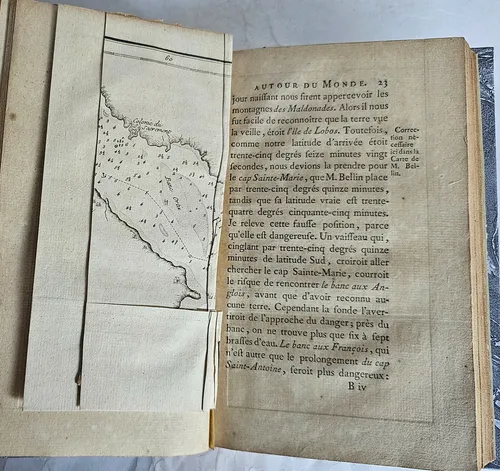 60
Colonie du
S.t Sacrement
AUTOUR DU MONDE. 23
jour naissant nous firent appercevoir les
montagnes des Maldonades. Alors il nous
fut facile de reconnoître que la terre vue
la veille, étoit l'île de Lobos. Toutefois,
comme notre latitude d'arrivée étoit
trente-cinq degrés seize minutes vingt
secondes, nous devions la prendre pour
le cap Sainte-Marie, que M. Bellin place
par trente-cinq degrés quinze minutes,
tandis que sa latitude vraie est trente-
quatre degrés cinquante-cinq minutes.
Je releve cette fausse position, parce
qu'elle est dangereuse. Un vaisseau qui,
cinglant par trente-cinq degrés quinze
minutes de latitude Sud, croiroit aller
chercher le cap Sainte-Marie, courroit
le risque de rencontrer le banc aux An-
glois, avant que d'avoir reconnu au-
cune terre. Cependant la sonde l'aver-
tiroit de l'approche du danger; près du
banc, on ne trouve plus que six à sept
brasses d'eau. Le banc aux François, qui
n'est autre que le prolongement du cap
Saint-Antoine, seroit plus dangereux:
B iv
Correc-
tion né-
cessaire
ici dans la
Carte de
M. Bel-
lin.